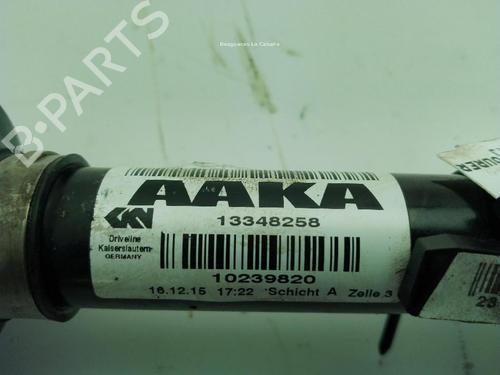 B-PARTS
Desguaces La Cabaña
AAKA
13348258
GKN
Driveline
Kaiserslautern
GERMANY
10239820
16.12.15 17:22 Schicht A Zelle 3